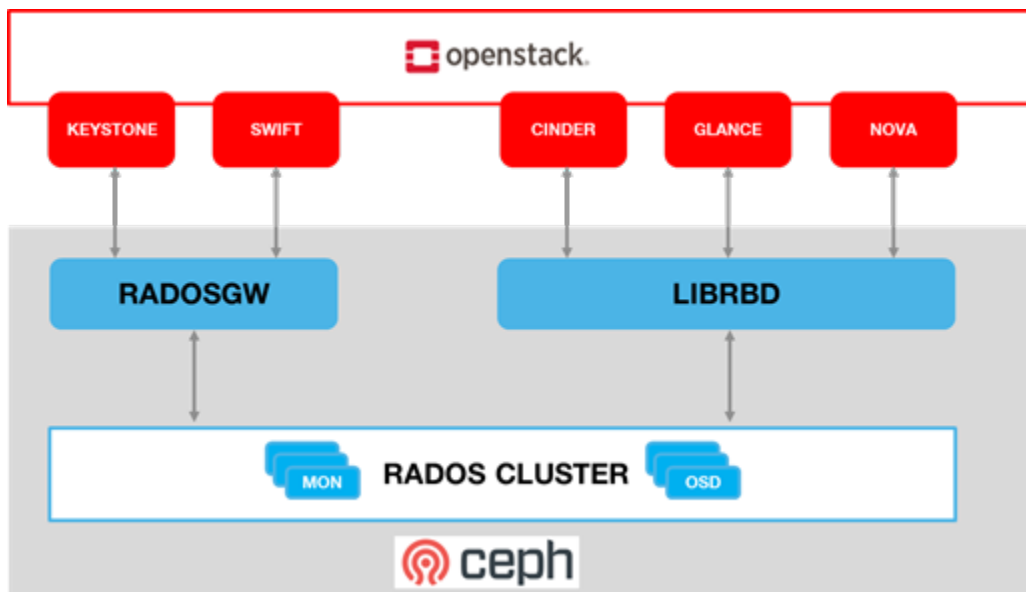 openstack.
KEYSTONE
SWIFT
CINDER
GLANCE
NOVA
RADOSGW
LIBRBD
MON
RADOS CLUSTER
OSD
ceph